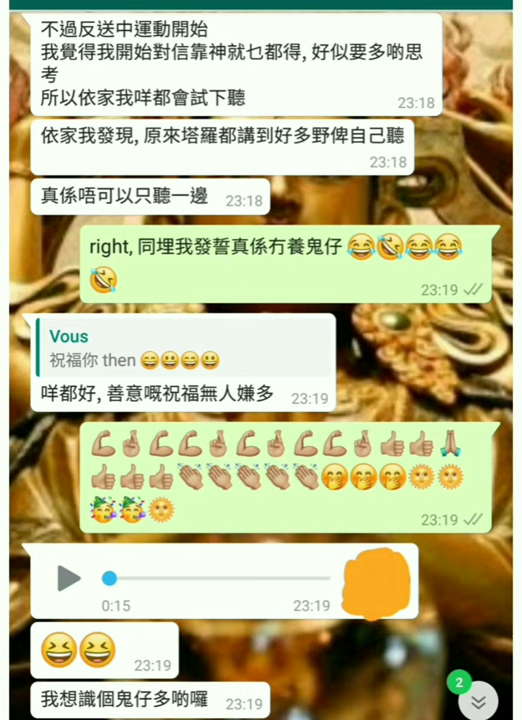 不過反送中運動開始
我覺得我開始對信靠神就乜都得, 好似要多啲思
考
所以依家我咩都會試下聽
23:18
依家我發現, 原來塔羅都講到好多野俾自己聽
23:18
真係唔可以只聽一邊 23:18
right, 同埋我發誓真係冇養鬼仔 😂🤣😂😂
🤣
23:19
Vous
祝福你 then 😄😃😄😃
咩都好, 善意嘅祝福無人嫌多 23:19
💪🤞💪💪🤞💪🤞💪💪🤞👍👍🙏
👍👍👍👏👏👏👏👏🤭🤭🤭🌞🌞
🥳🥳🌞
23:19
0:15 23:19
😆😆 23:19
2
我想識個鬼仔多啲囉 23:19